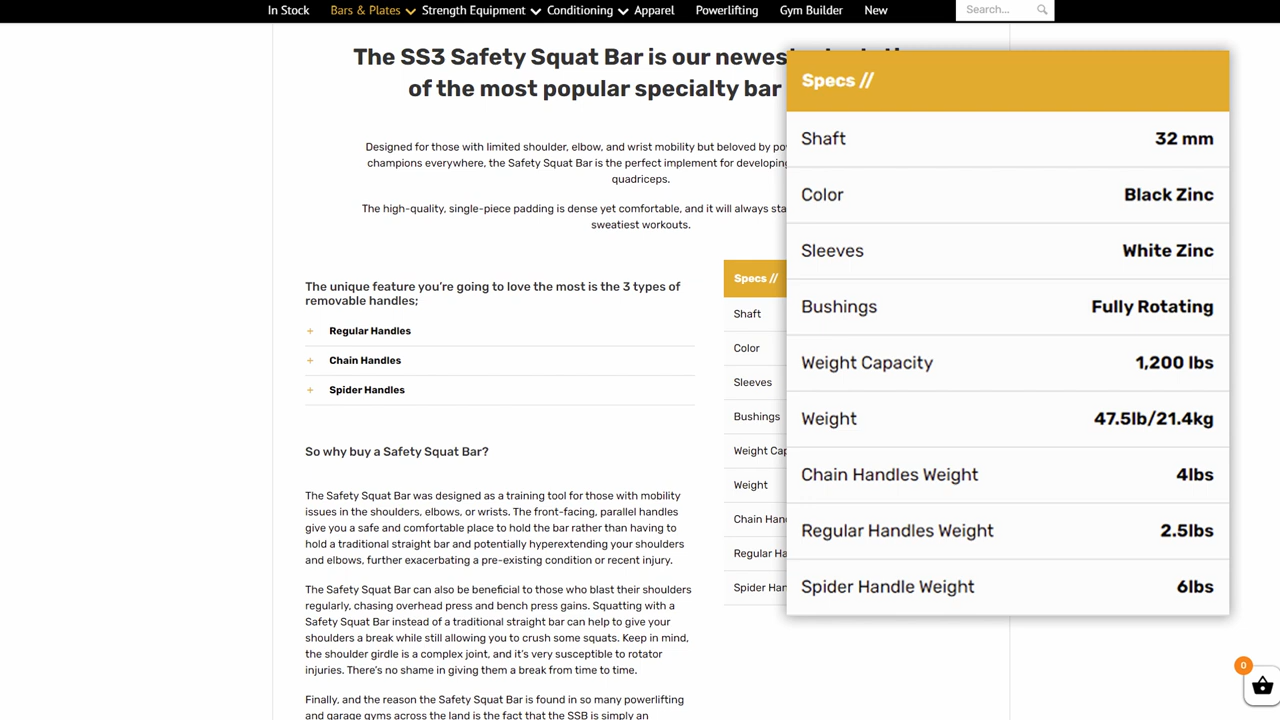 In Stock Bars & Plates Strength Equipment Conditioning Apparel Powerlifting Gym Builder New Search...
The SS3 Safety Squat Bar is our newest
of the most popular specialty bar
Designed for those with limited shoulder, elbow, and wrist mobility but beloved by
champions everywhere, the Safety Squat Bar is the perfect implement for developing
quadriceps.
The high-quality, single-piece padding is dense yet comfortable, and it will always
sweatiest workouts.
The unique feature you're going to love the most is the 3 types of
removable handles;
+ Regular Handles
+ Chain Handles
+ Spider Handles
So why buy a Safety Squat Bar?
The Safety Squat Bar was designed as a training tool for those with mobility
issues in the shoulders, elbows, or wrists. The front-facing, parallel handles
give you a safe and comfortable place to hold the bar rather than having to
hold a traditional straight bar and potentially hyperextending your shoulders
and elbows, further exacerbating a pre-existing condition or recent injury.
The Safety Squat Bar can also be beneficial to those who blast their shoulders
regularly, chasing overhead press and bench press gains. Squatting with a
Safety Squat Bar instead of a traditional straight bar can help to give your
shoulders a break while still allowing you to crush some squats. Keep in mind,
the shoulder girdle is a complex joint, and it's very susceptible to rotator
injuries. There's no shame in giving them a break from time to time.
Finally, and the reason the Safety Squat Bar is found in so many powerlifting
and garage gyms across the land is the fact that the SSB is simply an
Specs //
Shaft
Color
Sleeves
Bushings
Weight Cap
Weight
Chain Han
Regular Ha
Spider Han
Specs //
Shaft 32 mm
Color Black Zinc
Sleeves White Zinc
Bushings Fully Rotating
Weight Capacity 1,200 lbs
Weight 47.5lb/21.4kg
Chain Handles Weight 4lbs
Regular Handles Weight 2.5lbs
Spider Handle Weight 6lbs
0